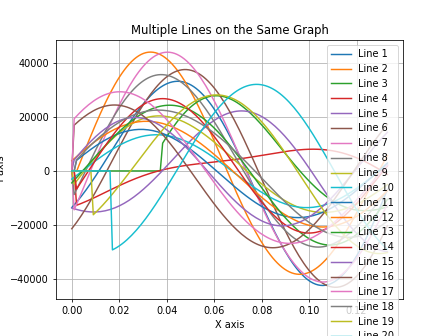 Multiple Lines on the Same Graph
40000
20000
0
−20000
−40000
0.00
0.02
0.04
0.06
0.08
0.10
X axis
Line 1
Line 2
Line 3
Line 4
Line 5
Line 6
Line 7
Line 8
Line 9
Line 10
Line 11
Line 12
Line 13
Line 14
Line 15
Line 16
Line 17
Line 18
Line 19
Line 20